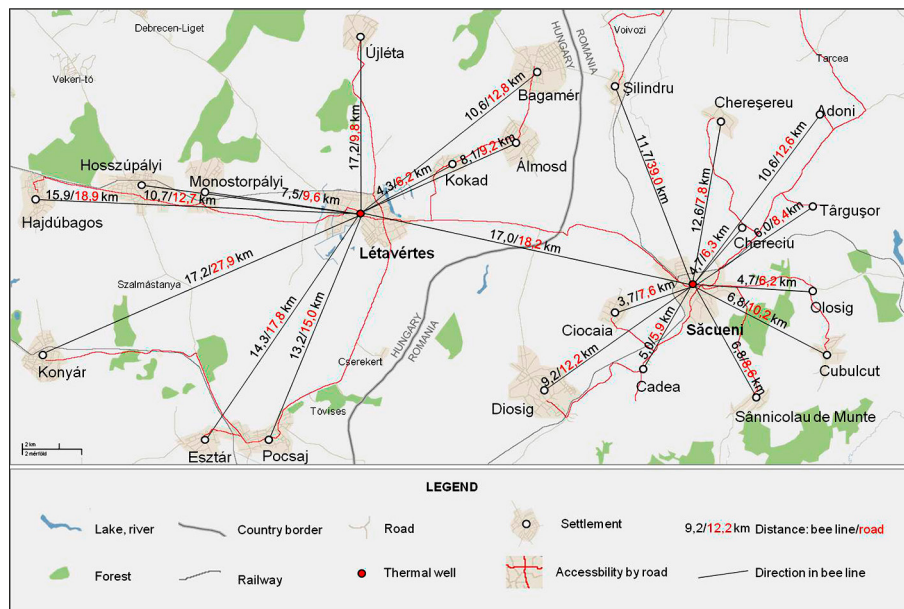 Debrecen-Liget
Újléta
Veken-tó
HUNGARY
ROMANIA
Voivozi
Tarcea
Bagamér
Şilindru
Chereşereu
Adoni
10,6/12,8 km
17,2/9,8 km
Hosszúpályi
Monostorpályi
4,3/6,2 km
8,1/9,2 km
Kokad
Álmosd
11,7/39,0 km
10,6/12,6 km
12,6/7,8 km
15,9/18,9 km
10,7/12,7 km
7,5/9,6 km
Hajdúbagos
Létavértes
17,0/18,2 km
6,0/8,4 km
Târguşor
Chereciu
4,7/6,3 km
17,2/27,9 km
Szalmástanya
3,7/7,6 km
4,7/6,2 km
Olosig
Ciocaia
Săcueni
6,8/10,2 km
14,3/17,8 km
13,2/15,0 km
HUNGARY
ROMANIA
Cserekert
5,0/5,9 km
6,8/8,6 km
Konyár
9,2/12,2 km
Cadea
Cubulcut
Diosig
Tóvisés
Sânnicolau de Munte
Esztár
Pocsaj
2 km
2 mérföld
LEGEND
Lake, river
Country border
Road
Settlement
9,2/12,2 km
Distance: bee line/road
Forest
Railway
Thermal well
Accessbility by road
Direction in bee line